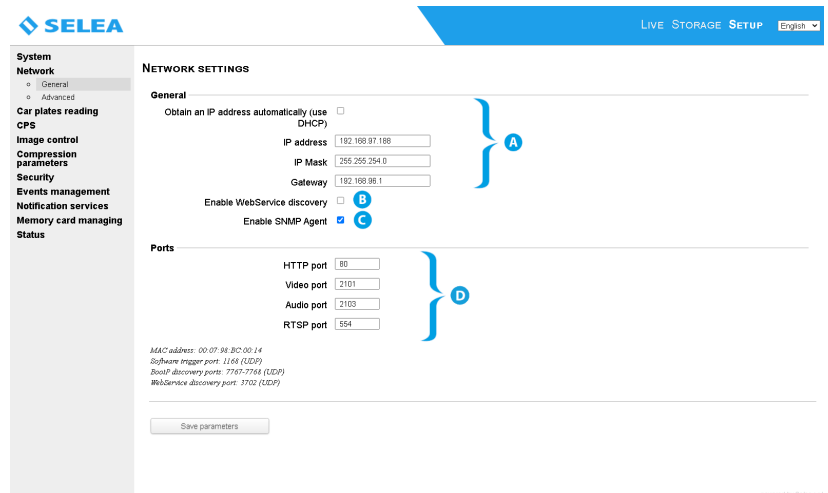 SELEA
LIVE STORAGE SETUP English
System
Network
General
Advanced
Car plates reading
CPS
Image control
Compression
parameters
Security
Events management
Notification services
Memory card managing
Status
NETWORK SETTINGS
General
Obtain an IP address automatically (use
DHCP)
IP address 192.168.97.188
IP Mask 255.255.254.0
Gateway 192.168.96.1
A
Enable WebService discovery B
Enable SNMP Agent C
Ports
HTTP port 80
Video port 2101
Audio port 2103
RTSP port 554
D
MAC address: 00:07:98:BC:00:14
Software trigger port: 1168 (UDP)
BootP discovery ports: 7767-7768 (UDP)
WebService discovery port: 3702 (UDP)
Save parameters